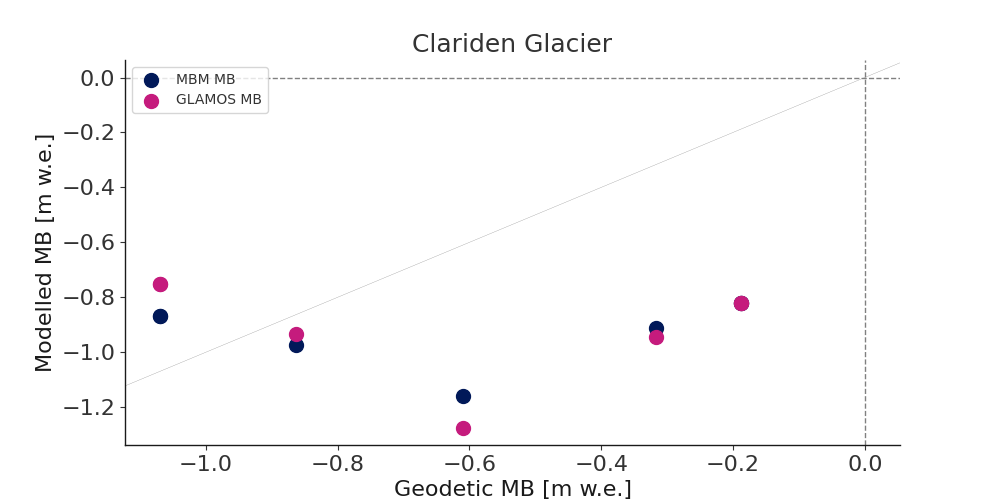 Clariden Glacier
MBM MB
GLAMOS MB
0.0
−0.2
−0.4
−0.6
−0.8
−1.0
−1.2
Modelled MB [m w.e.]
−1.0 −0.8 −0.6 −0.4 −0.2 0.0
Geodetic MB [m w.e.]